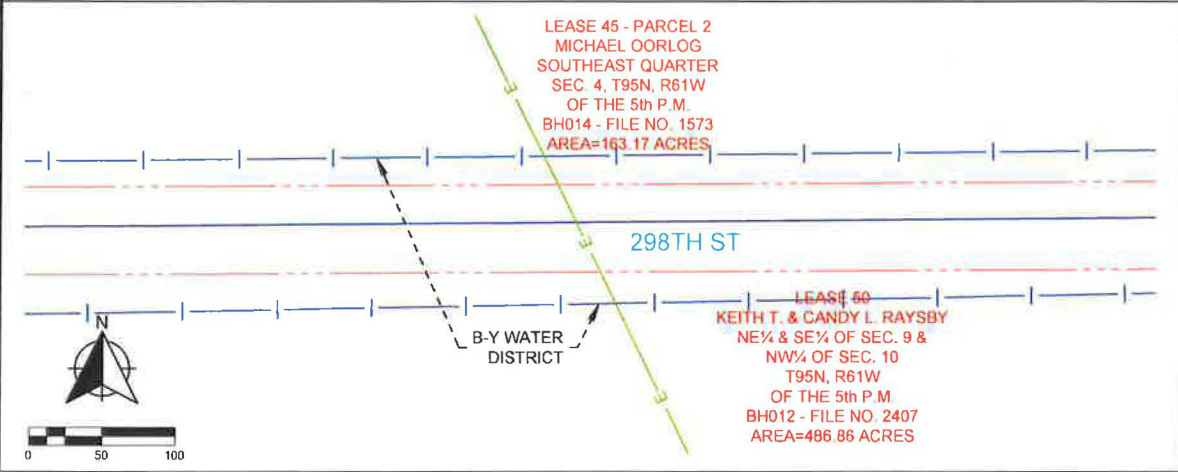 LEASE 45 - PARCEL 2
MICHAEL OORLOG
SOUTHEAST QUARTER
SEC. 4, T95N, R61W
OF THE 5th P.M.
BH014 - FILE NO. 1573
AREA=163.17 ACRES
E
E
298TH ST
LEASE 50
KEITH T. & CANDY L. RAYSBY
NE¼ & SE¼ OF SEC. 9 &
NW¼ OF SEC. 10
T95N, R61W
OF THE 5th P.M.
BH012 - FILE NO. 2407
AREA=486.86 ACRES
E
B-Y WATER
DISTRICT
N
0 50 100